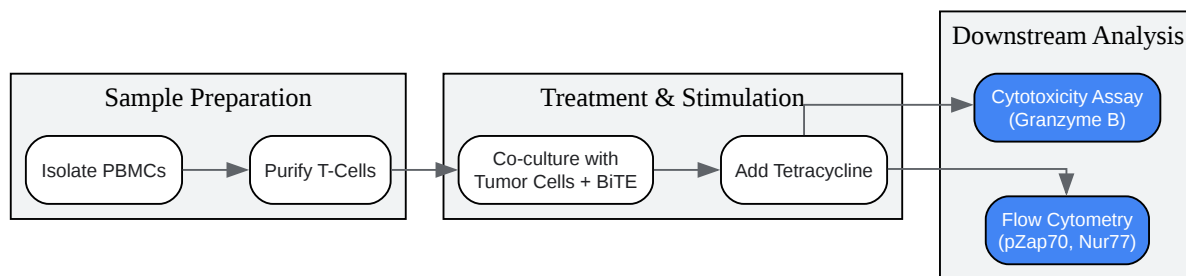 Sample Preparation
Isolate PBMCs
Purify T-Cells
Treatment & Stimulation
Co-culture with
Tumor Cells + BiTE
Add Tetracycline
Downstream Analysis
Cytotoxicity Assay
(Granzyme B)
Flow Cytometry
(pZap70, Nur77)